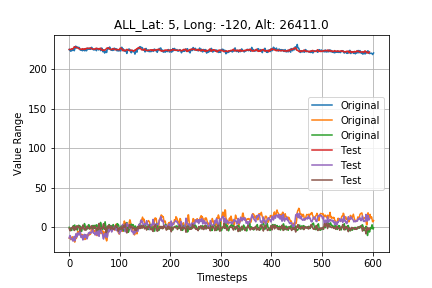 ALL_Lat: 5, Long: -120, Alt: 26411.0
Value Range
200
150
100
50
0
Original
Original
Original
Test
Test
Test
0 100 200 300 400 500 600
Timesteps